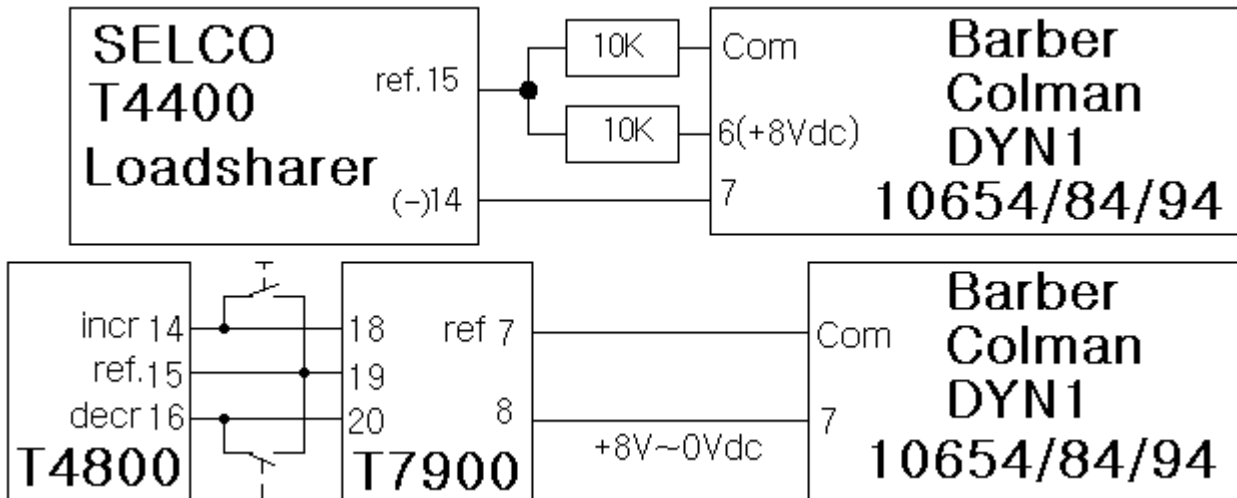 SELCO
T4400
Loadsharer
ref.15
(-)14
10K
10K
Com
6(+8Vdc)
7
Barber
Colman
DYN1
10654/84/94
incr 14
ref.15
decr 16
T4800
18
19
20
ref 7
8
T7900
+8V~0Vdc
Com
7
Barber
Colman
DYN1
10654/84/94